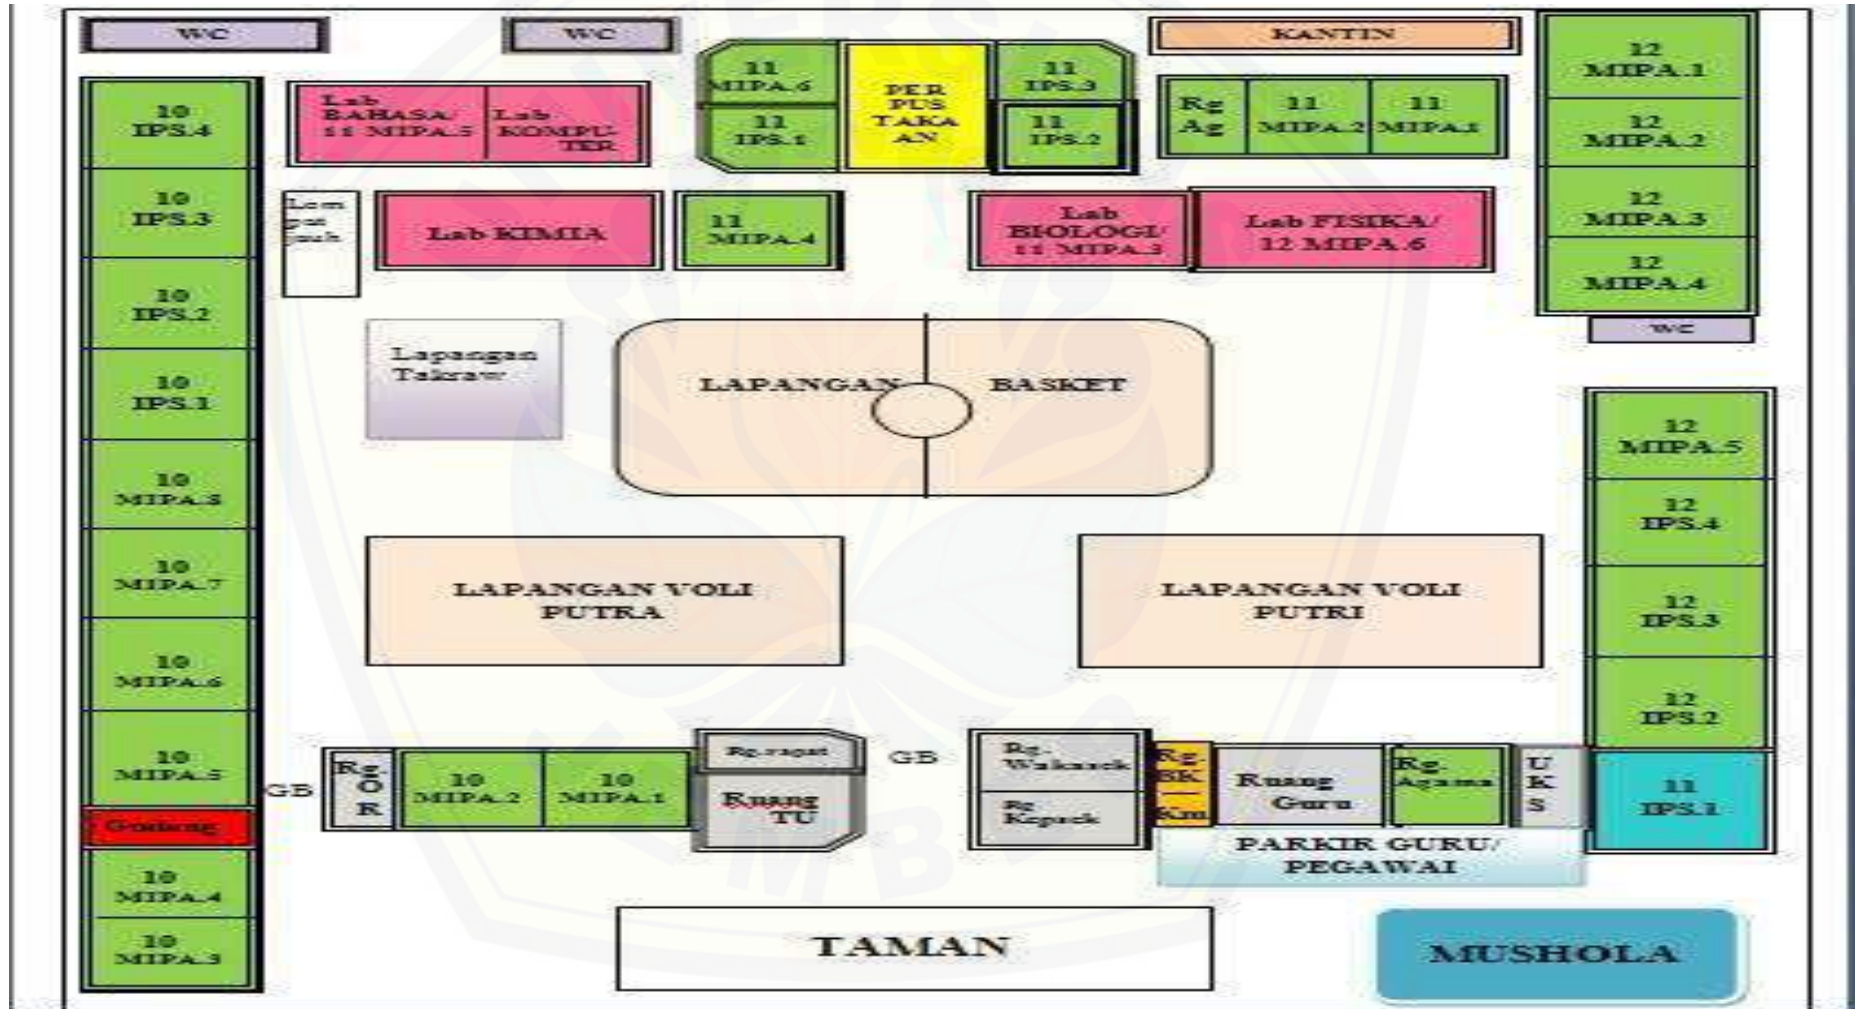 WC
WC
KANTIN
12
MIPA.1
12
MIPA.2
12
MIPA.3
12
MIPA.4
WC
10
IPS.4
10
IPS.3
10
IPS.2
10
IPS.1
10
MIPA.8
10
MIPA.7
10
MIPA.6
10
MIPA.5
Gudang
10
MIPA.4
10
MIPA.3
Lab
BAHASA/
11 MIPA.5
Lab
KOMPU-
TER
11
MIPA.6
11
IPS.1
PER
PUS
TAKA
AN
11
IPS.3
11
IPS.2
Rg
Ag
11
MIPA.2
11
MIPA.1
Lom
pat
jauh
Lab KIMIA
11
MIPA.4
Lab
BIOLOGI/
11 MIPA.3
Lab FISIKA/
12 MIPA.6
Lapangan
Takraw
LAPANGAN BASKET
12
MIPA.5
12
IPS.4
12
IPS.3
12
IPS.2
11
IPS.1
LAPANGAN VOLI
PUTRA
LAPANGAN VOLI
PUTRI
GB
Rg.
O
R
10
MIPA.2
10
MIPA.1
Rg.rapat
Ruang
TU
GB
Rg.
Wakasek
Rg
Kepsek
Rg.
BK
Km
Ruang
Guru
Rg.
Agama
U
K
S
PARKIR GURU/
PEGAWAI
TAMAN
MUSHOLA